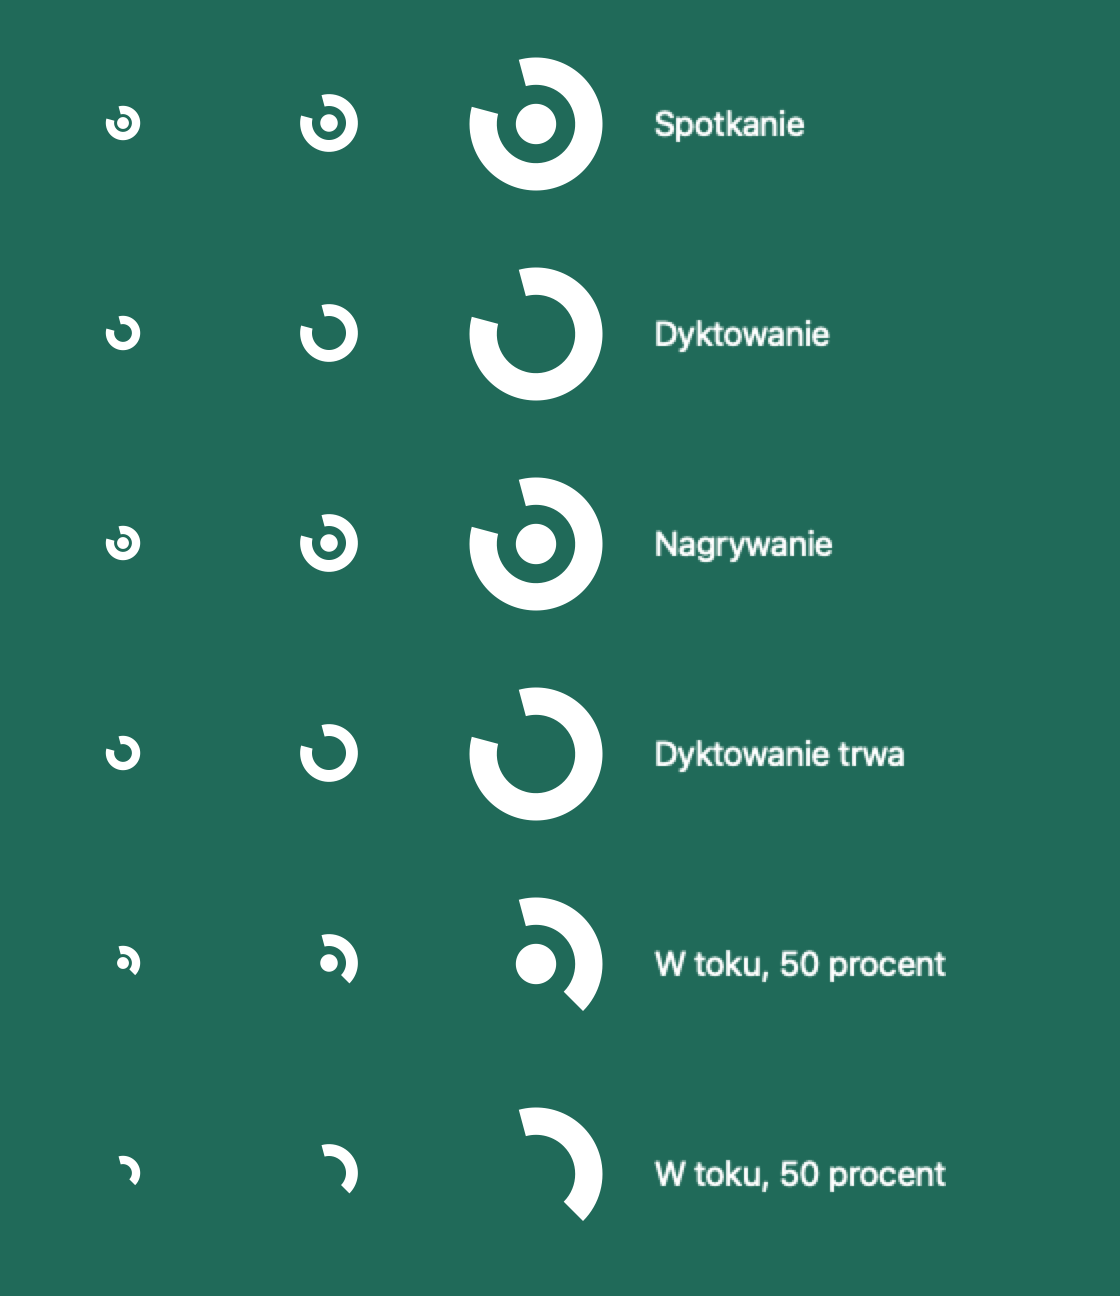 Spotkanie
Dyktowanie
Nagrywanie
Dyktowanie trwa
W toku, 50 procent
W toku, 50 procent